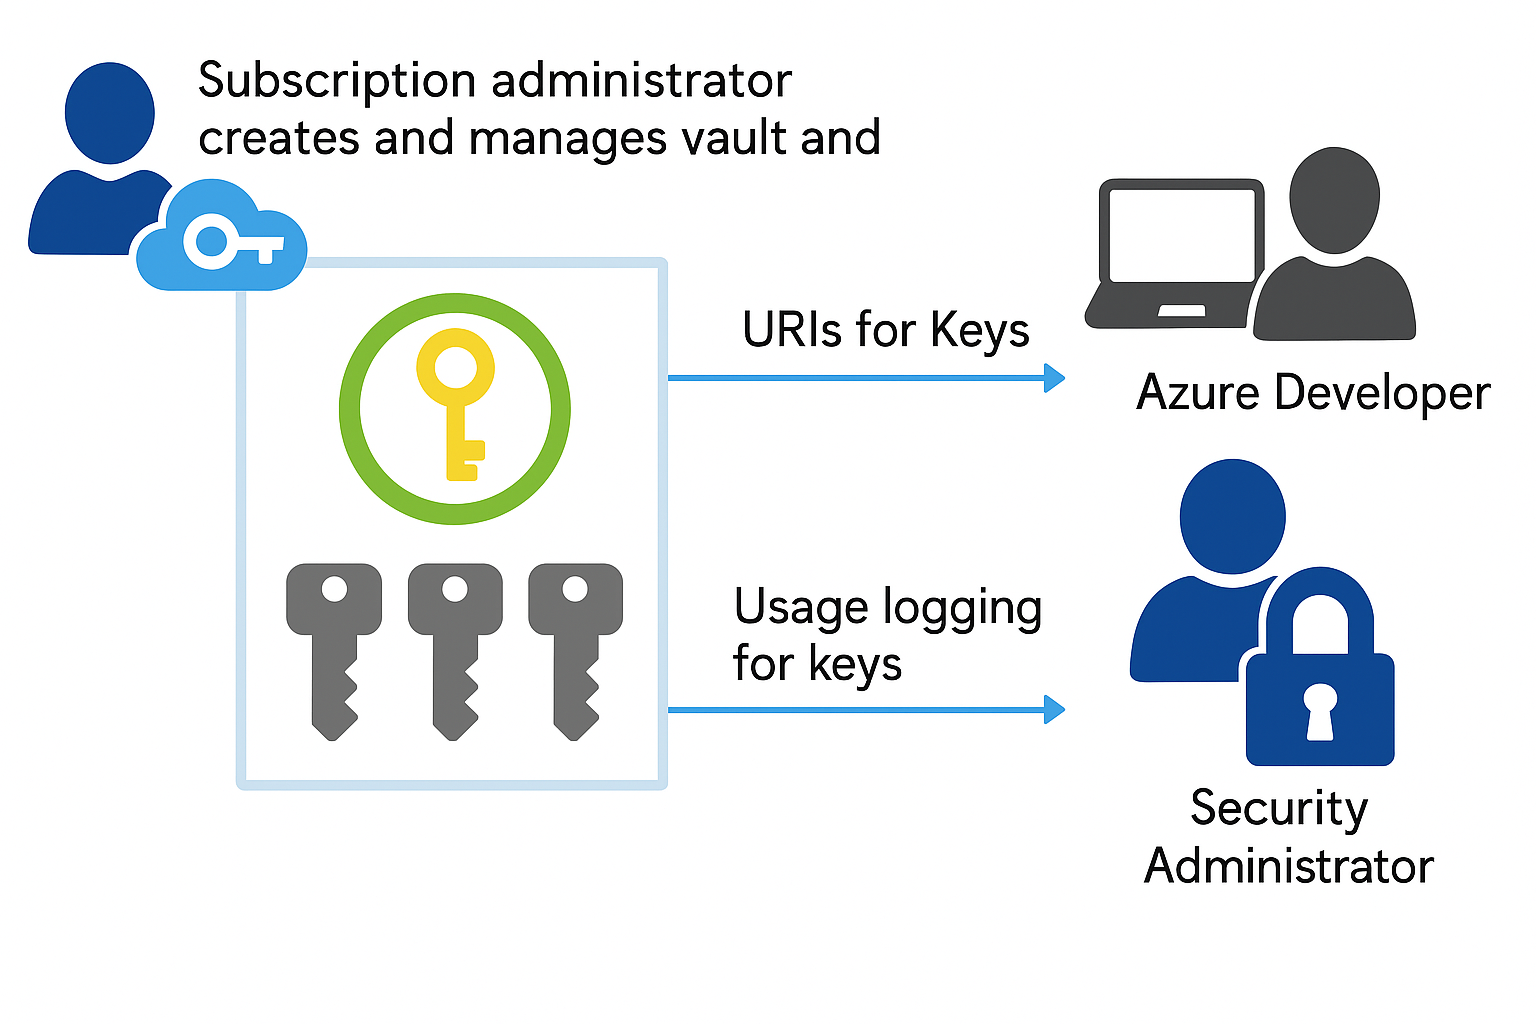 Subscription administrator
creates and manages vault and
URIs for Keys
Azure Developer
Usage logging
for keys
Security
Administrator